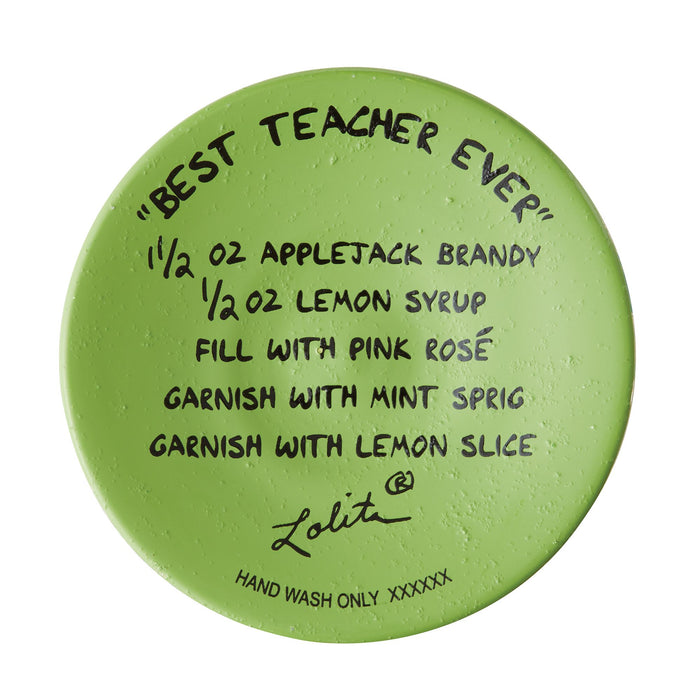 "BEST TEACHER EVER"
1 1/2 OZ APPLEJACK BRANDY
1/2 OZ LEMON SYRUP
FILL WITH PINK ROSÉ
GARNISH WITH MINT SPRIG
GARNISH WITH LEMON SLICE
Lolita®
HAND WASH ONLY XXXXXX